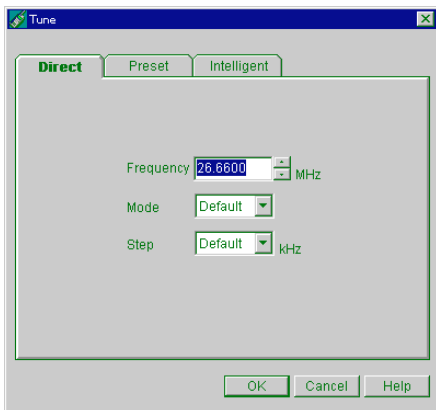 Tune
Direct Preset Intelligent
Frequency 26.6600 MHz
Mode Default
Step Default kHz
OK Cancel Help